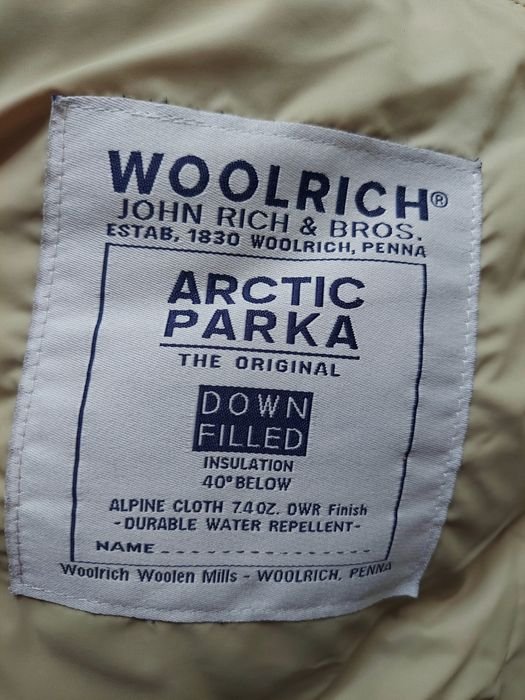 WOOLRICH®
JOHN RICH & BROS.
ESTAB. 1830 WOOLRICH, PENNA
ARCTIC
PARKA
THE ORIGINAL
DOWN
FILLED
INSULATION
40° BELOW
ALPINE CLOTH 7.4 OZ. DWR Finish
-DURABLE WATER REPELLENT-
NAME
Woolrich Woolen Mills - WOOLRICH, PENNA